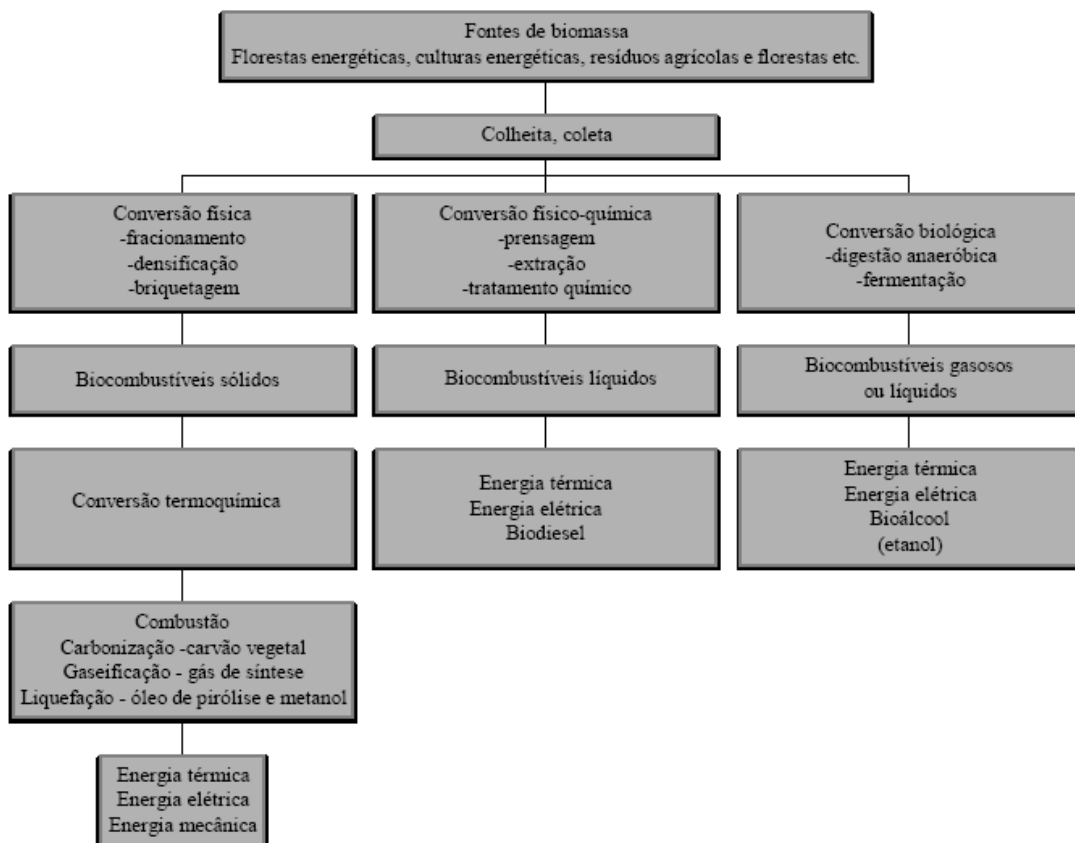 Fontes de biomassa
Florestas energéticas, culturas energéticas, resíduos agrícolas e florestas etc.
Colheita, coleta
Conversão física
-fracionamento
-densificação
-briquetagem
Conversão físico-química
-prensagem
-extração
-tratamento químico
Conversão biológica
-digestão anaeróbica
-fermentação
Biocombustíveis sólidos
Biocombustíveis líquidos
Biocombustíveis gasosos
ou líquidos
Conversão termoquímica
Energia térmica
Energia elétrica
Biodiesel
Energia térmica
Energia elétrica
Bioálcool
(etanol)
Combustão
Carbonização -carvão vegetal
Gaseificação - gás de síntese
Liquefação - óleo de pirólise e metanol
Energia térmica
Energia elétrica
Energia mecânica